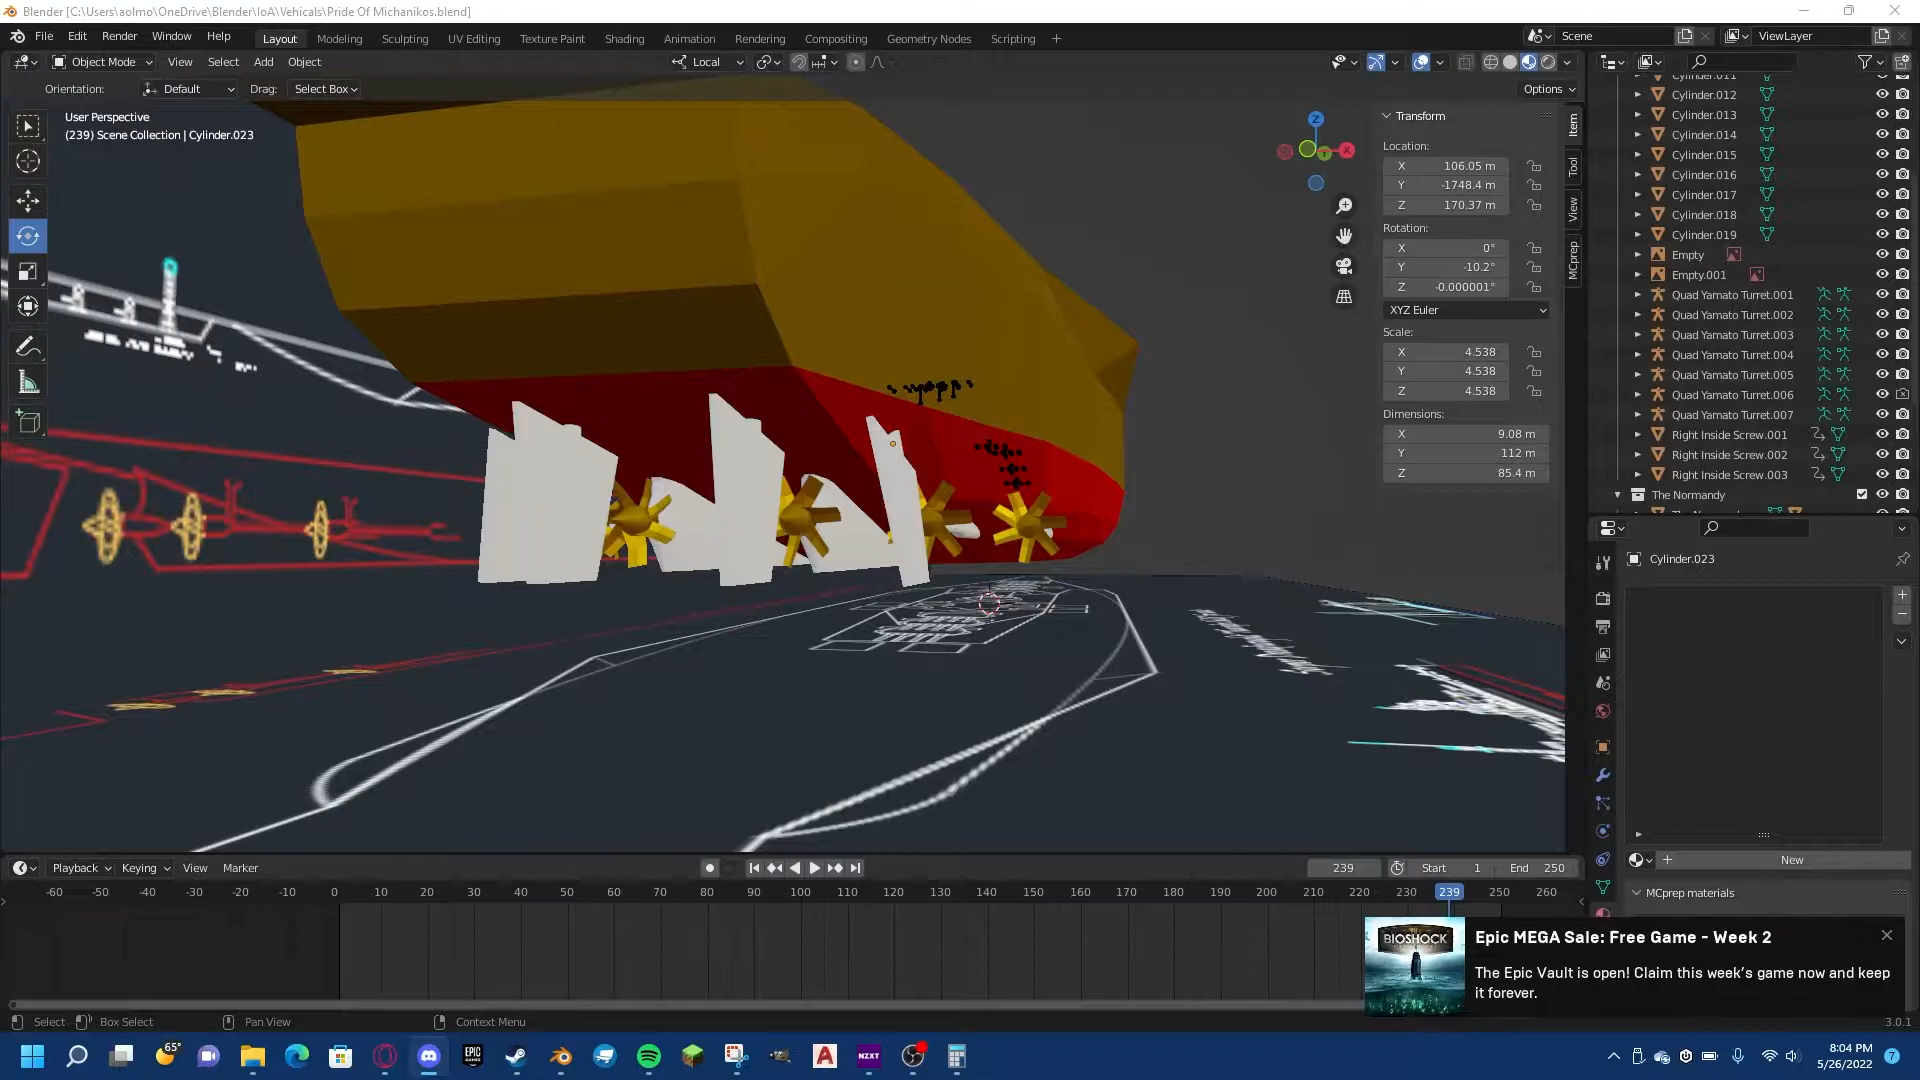 Blender [C:\Users\aolmo\OneDrive\Blender\IoA\Vehicals\Pride Of Michanikos.blend]
File Edit Render Window Help
Layout Modeling Sculpting UV Editing Texture Paint Shading Animation Rendering Compositing Geometry Nodes Scripting +
Scene
ViewLayer
Object Mode View Select Add Object
Local
Orientation: Default Drag: Select Box
Options
User Perspective
(239) Scene Collection | Cylinder.023
Z
X
Transform
Location:
X 106.05 m
Y -1748.4 m
Z 170.37 m
Rotation:
X 0°
Y -10.2°
Z -0.000001°
XYZ Euler
Scale:
X 4.538
Y 4.538
Z 4.538
Dimensions:
X 9.08 m
Y 112 m
Z 85.4 m
Item
Tool
View
MCprep
Cylinder.011
Cylinder.012
Cylinder.013
Cylinder.014
Cylinder.015
Cylinder.016
Cylinder.017
Cylinder.018
Cylinder.019
Empty
Empty.001
Quad Yamato Turret.001
Quad Yamato Turret.002
Quad Yamato Turret.003
Quad Yamato Turret.004
Quad Yamato Turret.005
Quad Yamato Turret.006
Quad Yamato Turret.007
Right Inside Screw.001
Right Inside Screw.002
Right Inside Screw.003
The Normandy
Cylinder.023
New
MCprep materials
Playback Keying View Marker
239 Start 1 End 250
-60 -50 -40 -30 -20 -10 0 10 20 30 40 50 60 70 80 90 100 110 120 130 140 150 160 170 180 190 200 210 220 230 239 250 260
BIOSHOCK
Epic MEGA Sale: Free Game - Week 2
The Epic Vault is open! Claim this week's game now and keep
it forever.
Select Box Select Pan View Context Menu
3.0.1
65°
EPIC
GAMES
A
NZXT
8:04 PM
5/26/2022
7